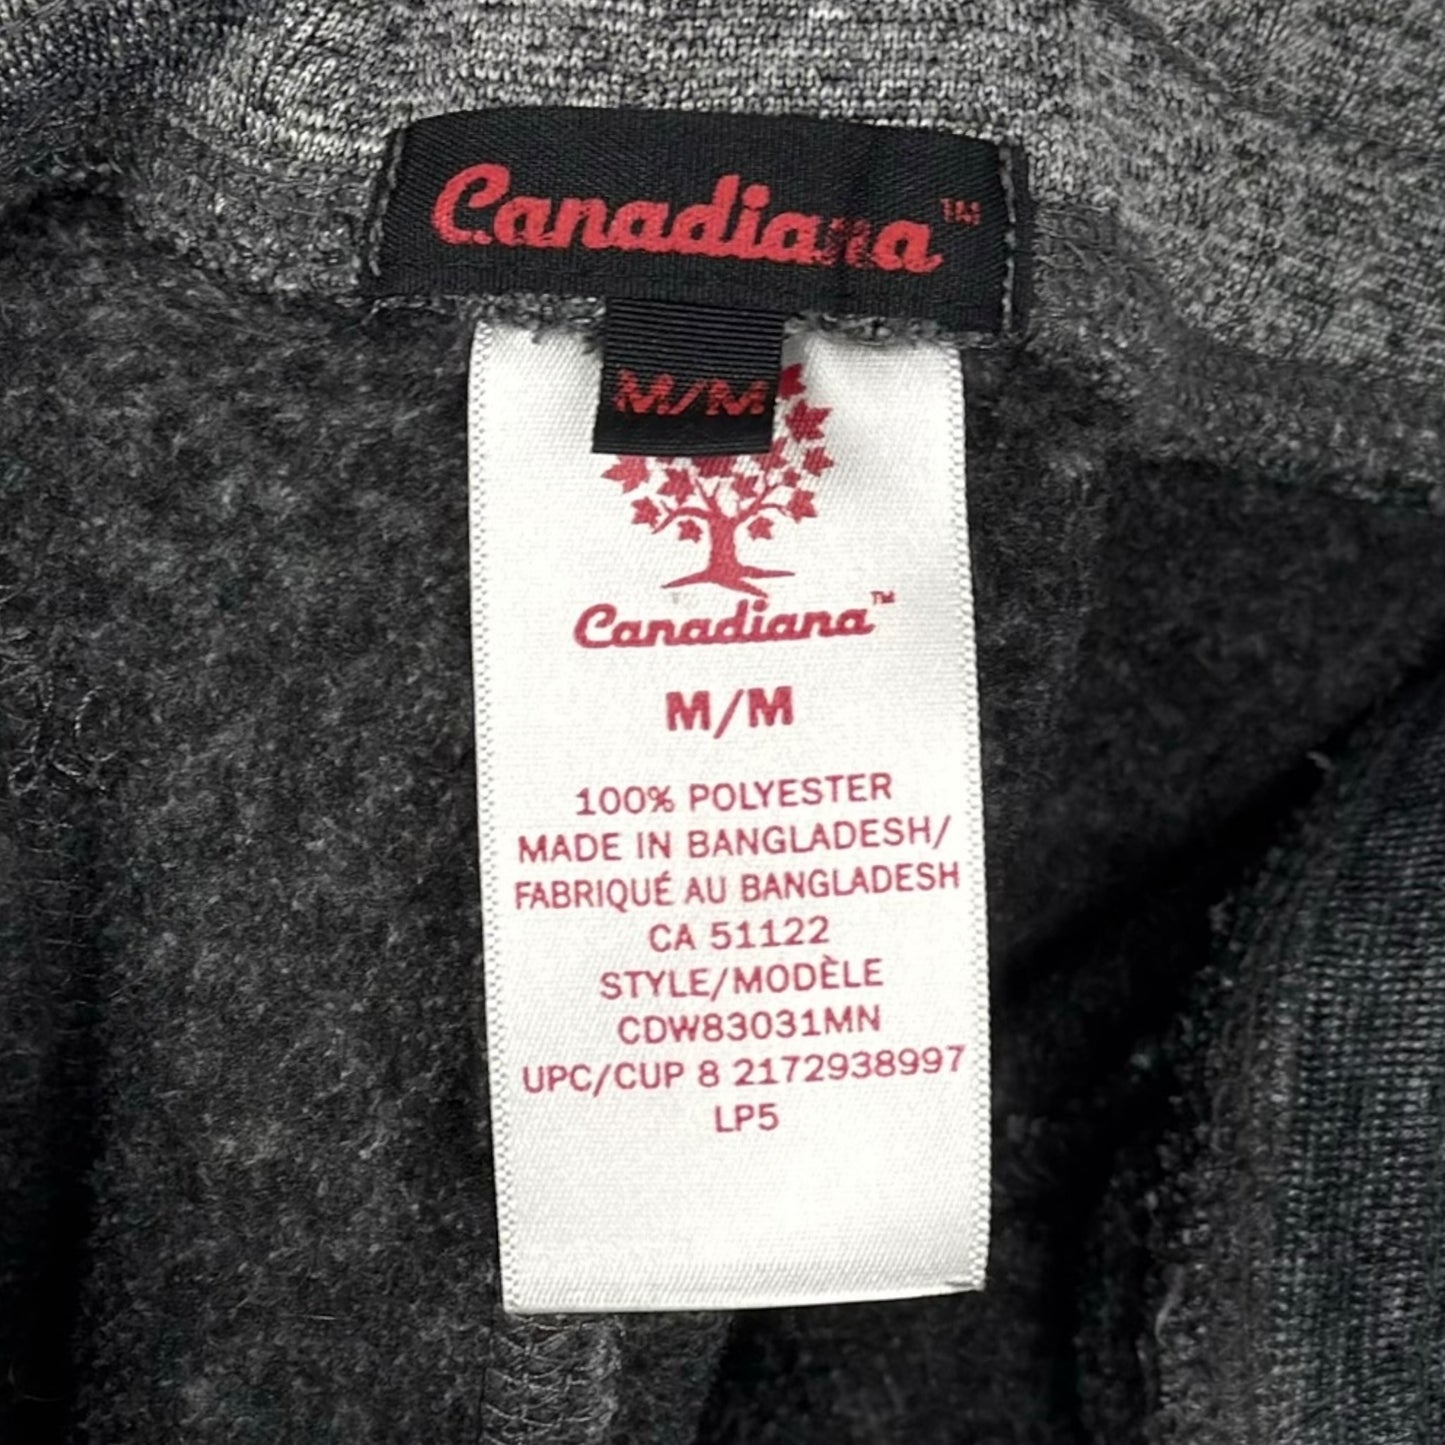 Canadiana™
M/M
Canadiana™
M/M
100% POLYESTER
MADE IN BANGLADESH/
FABRIQUÉ AU BANGLADESH
CA 51122
STYLE/MODÈLE
CDW83031MN
UPC/CUP 8 2172938997
LP5